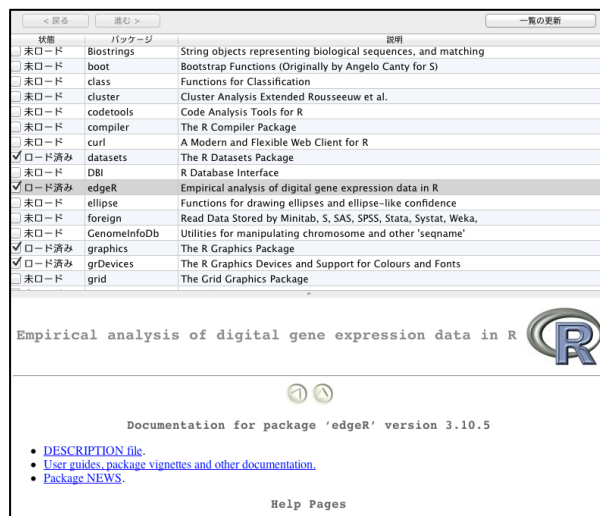 < 戻る 進む > 一覧の更新
状態 パッケージ 説明
未ロード Biostrings String objects representing biological sequences, and matching
未ロード boot Bootstrap Functions (Originally by Angelo Canty for S)
未ロード class Functions for Classification
未ロード cluster Cluster Analysis Extended Rousseeuw et al.
未ロード codetools Code Analysis Tools for R
未ロード compiler The R Compiler Package
未ロード curl A Modern and Flexible Web Client for R
ロード済み datasets The R Datasets Package
未ロード DBI R Database Interface
ロード済み edgeR Empirical analysis of digital gene expression data in R
未ロード ellipse Functions for drawing ellipses and ellipse-like confidence
未ロード foreign Read Data Stored by Minitab, S, SAS, SPSS, Stata, Systat, Weka,
未ロード GenomeInfoDb Utilities for manipulating chromosome and other 'seqname'
ロード済み graphics The R Graphics Package
ロード済み grDevices The R Graphics Devices and Support for Colours and Fonts
未ロード grid The Grid Graphics Package
Empirical analysis of digital gene expression data in R
R
Documentation for package ‘edgeR’ version 3.10.5
• DESCRIPTION file.
• User guides, package vignettes and other documentation.
• Package NEWS.
Help Pages